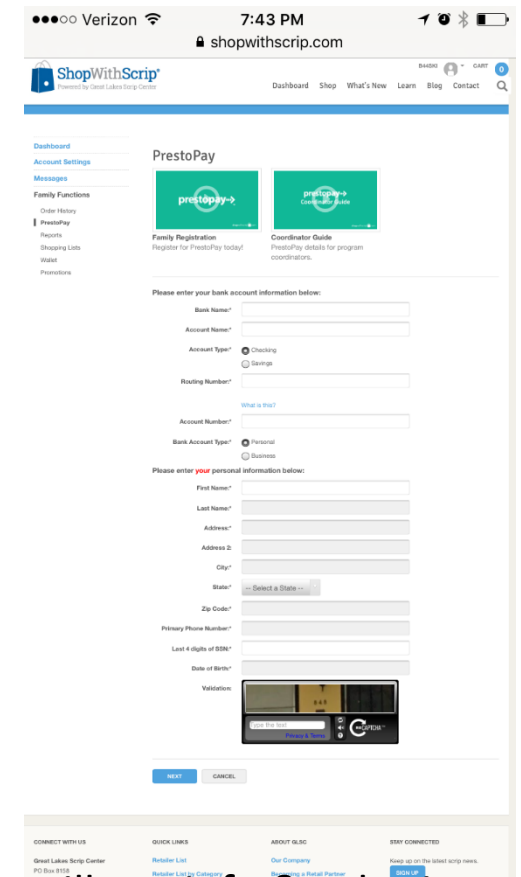 Verizon 7:43 PM
shopwithscrip.com
ShopWithScrip®
Powered by Great Lakes Scrip Center
CART 0
Dashboard Shop What's New Learn Blog Contact
Dashboard
Account Settings
Messages
Family Functions
Order History
PrestoPay
Reports
Shopping Lists
Wallet
Promotions
PrestoPay
prestopay
prestopay
Coordinator Guide
Family Registration
Register for PrestoPay today!
Coordinator Guide
PrestoPay details for program
coordinators.
Please enter your bank account information below:
Bank Name:*
Account Name:*
Account Type:* Checking
Savings
Routing Number:*
What is this?
Account Number:*
Bank Account Type:* Personal
Business
Please enter your personal information below:
First Name:*
Last Name:*
Address:*
Address 2:
City:*
State:* -- Select a State --
Zip Code:*
Primary Phone Number:*
Last 4 digits of SSN:*
Date of Birth:*
Validation:
Type the text
Privacy & Terms
reCAPTCHA™
NEXT CANCEL
CONNECT WITH US QUICK LINKS ABOUT GLSC STAY CONNECTED
Great Lakes Scrip Center Retailer List Our Company Keep up on the latest scrip news.
PO Box 8158 Retailer List by Category Becoming a Retail Partner SIGN UP